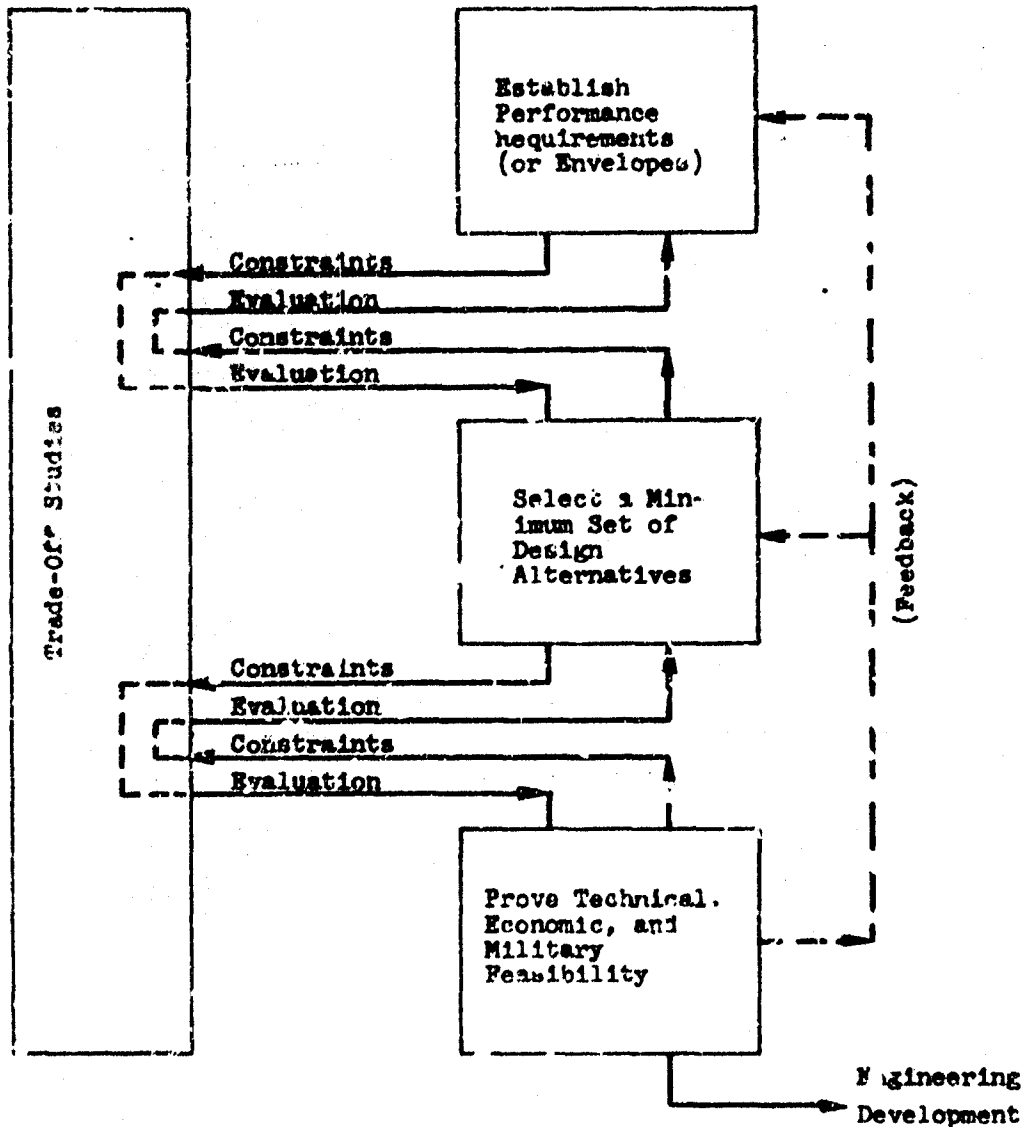 Establish
Performance
Requirements
(or Envelopes)
Constraints
Evaluation
Constraints
Evaluation
Trade-Off Studies
Select a Min-
imum Set of
Design
Alternatives
(Feedback)
Constraints
Evaluation
Constraints
Evaluation
Prove Technical,
Economic, and
Military
Feasibility
Engineering
Development